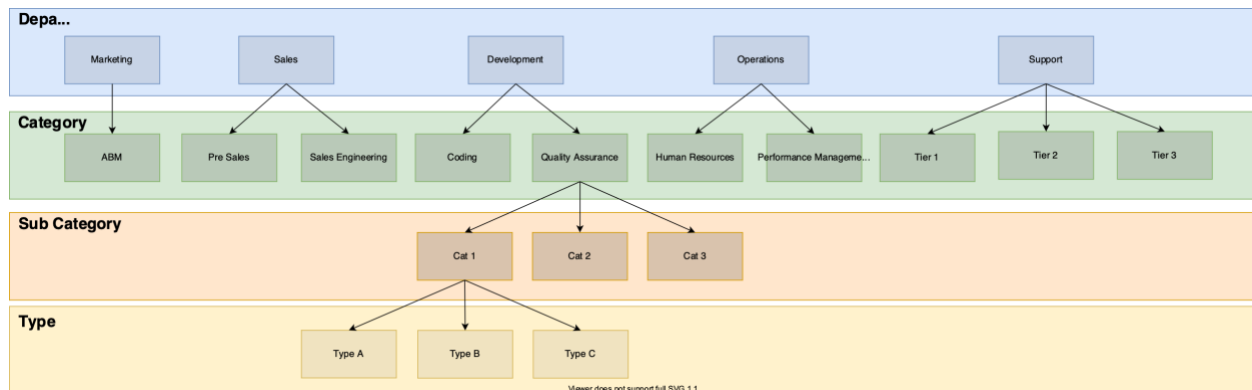 Depa...
Marketing
Sales
Development
Operations
Support
Category
ABM
Pre Sales
Sales Engineering
Coding
Quality Assurance
Human Resources
Performance Manageme...
Tier 1
Tier 2
Tier 3
Sub Category
Cat 1
Cat 2
Cat 3
Type
Type A
Type B
Type C
Viewer does not support full SVG 1.1